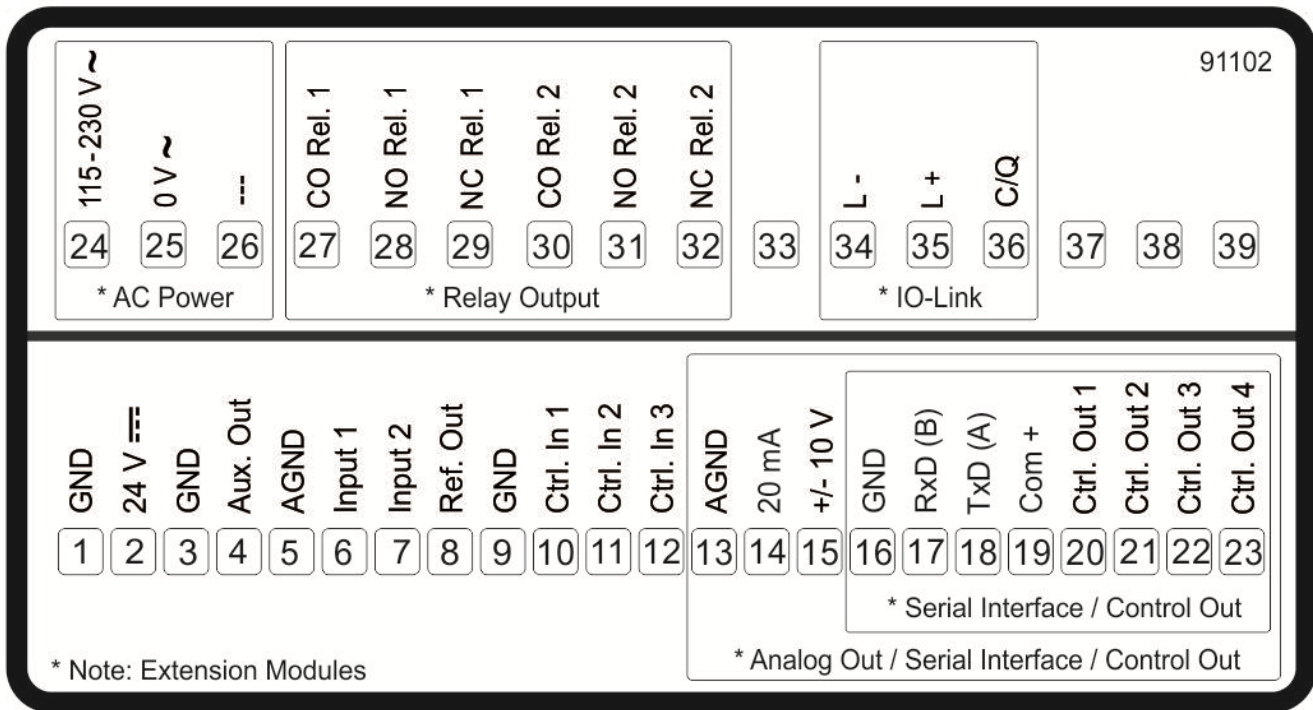 91102
115-230 V ~
0 V ~
---
CO Rel. 1
NO Rel. 1
NC Rel. 1
CO Rel. 2
NO Rel. 2
NC Rel. 2
L -
L +
C/Q
24 25 26 27 28 29 30 31 32 33 34 35 36 37 38 39
* AC Power
* Relay Output
* IO-Link
GND
24 V ⎓
GND
Aux. Out
AGND
Input 1
Input 2
Ref. Out
GND
Ctrl. In 1
Ctrl. In 2
Ctrl. In 3
AGND
20 mA
+/- 10 V
GND
RxD (B)
TxD (A)
Com +
Ctrl. Out 1
Ctrl. Out 2
Ctrl. Out 3
Ctrl. Out 4
1 2 3 4 5 6 7 8 9 10 11 12 13 14 15 16 17 18 19 20 21 22 23
* Serial Interface / Control Out
* Analog Out / Serial Interface / Control Out
* Note: Extension Modules